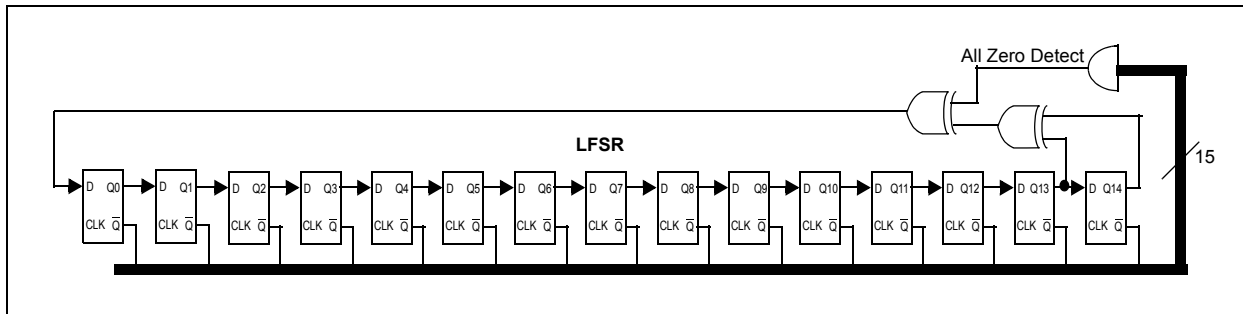 All Zero Detect
LFSR
15
D Q0 D Q1 D Q2 D Q3 D Q4 D Q5 D Q6 D Q7 D Q8 D Q9 D Q10 D Q11 D Q12 D Q13 D Q14
CLK Q̅ CLK Q̅ CLK Q̅ CLK Q̅ CLK Q̅ CLK Q̅ CLK Q̅ CLK Q̅ CLK Q̅ CLK Q̅ CLK Q̅ CLK Q̅ CLK Q̅ CLK Q̅ CLK Q̅